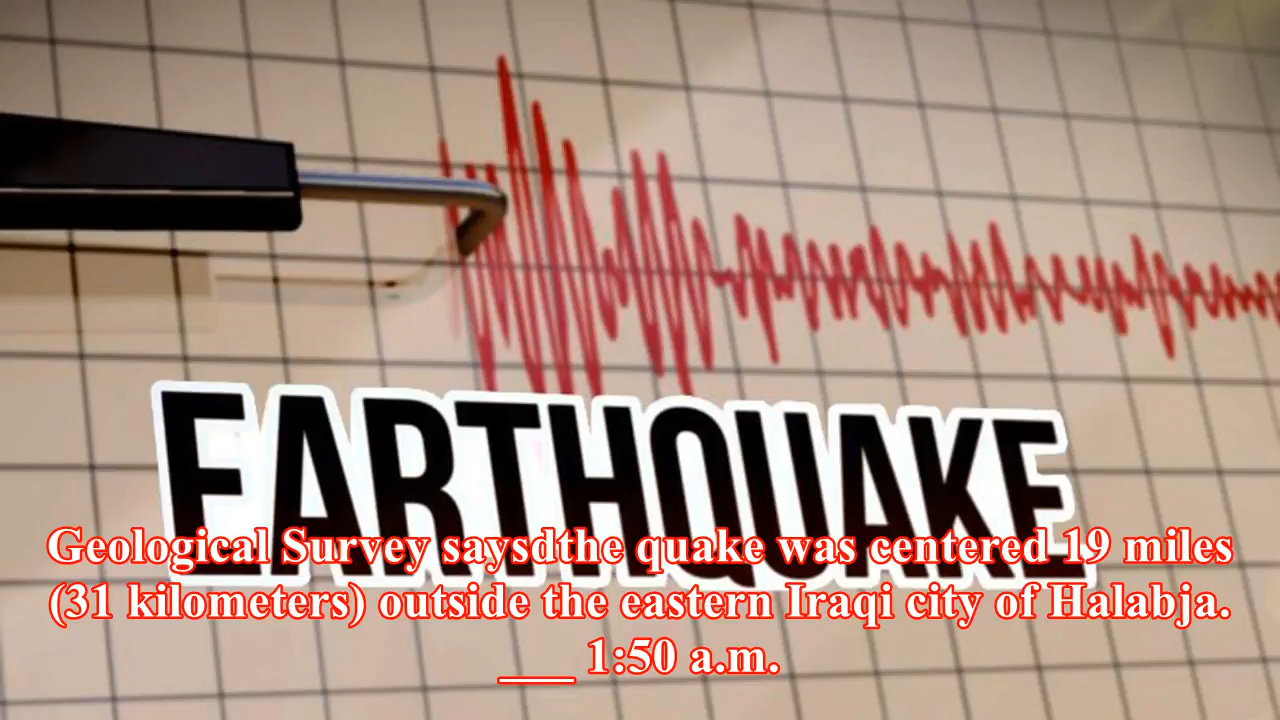 EARTHQUAKE
Geological Survey saysdthe quake was centered 19 miles
(31 kilometers) outside the eastern Iraqi city of Halabja.
___ 1:50 a.m.